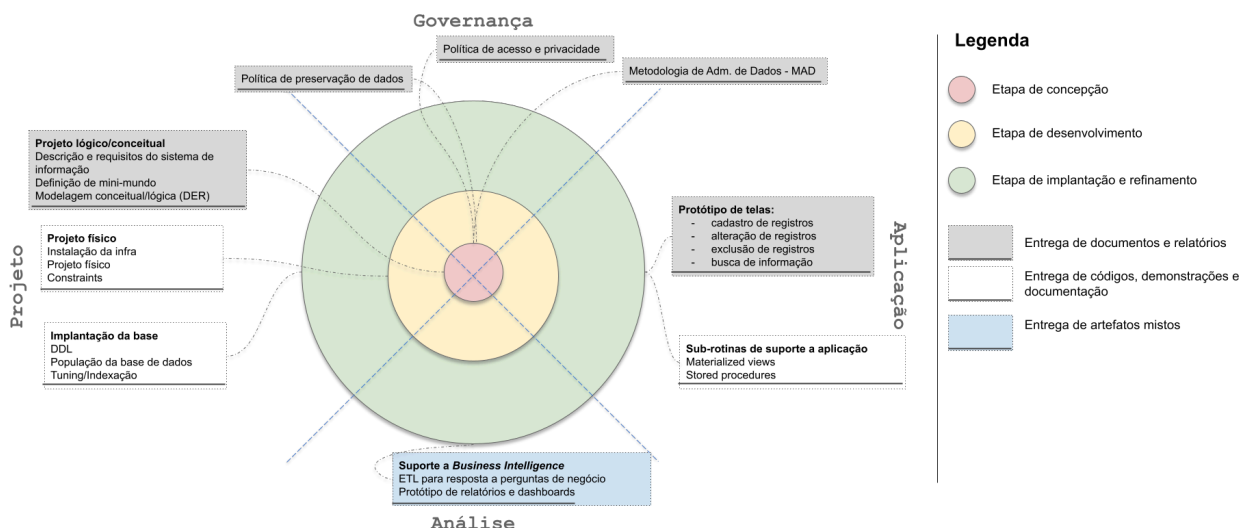 Governança
Política de acesso e privacidade
Política de preservação de dados
Metodologia de Adm. de Dados - MAD
Projeto lógico/conceitual
Descrição e requisitos do sistema de
informação
Definição de mini-mundo
Modelagem conceitual/lógica (DER)
Projeto físico
Instalação da infra
Projeto físico
Constraints
Implantação da base
DDL
População da base de dados
Tuning/Indexação
Projeto
Protótipo de telas:
- cadastro de registros
- alteração de registros
- exclusão de registros
- busca de informação
Sub-rotinas de suporte a aplicação
Materialized views
Stored procedures
Aplicação
Suporte a Business Intelligence
ETL para resposta a perguntas de negócio
Protótipo de relatórios e dashboards
Análise
Legenda
Etapa de concepção
Etapa de desenvolvimento
Etapa de implantação e refinamento
Entrega de documentos e relatórios
Entrega de códigos, demonstrações e
documentação
Entrega de artefatos mistos